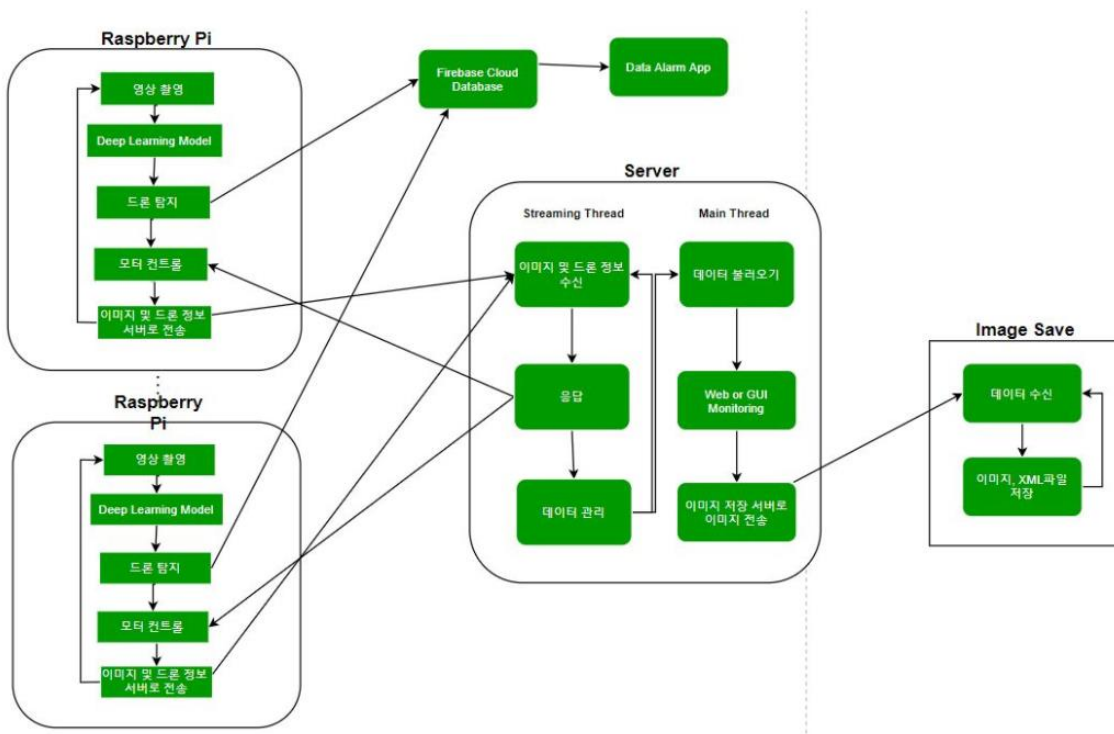 Raspberry Pi
영상 촬영
Deep Learning Model
드론 탐지
모터 컨트롤
이미지 및 드론 정보
서버로 전송
Raspberry
Pi
영상 촬영
Deep Learning Model
드론 탐지
모터 컨트롤
이미지 및 드론 정보
서버로 전송
Firebase Cloud
Database
Data Alarm App
Server
Streaming Thread
이미지 및 드론 정보
수신
응답
데이터 관리
Main Thread
데이터 불러오기
Web or GUI
Monitoring
이미지 저장 서버로
이미지 전송
Image Save
데이터 수신
이미지, XML파일
저장